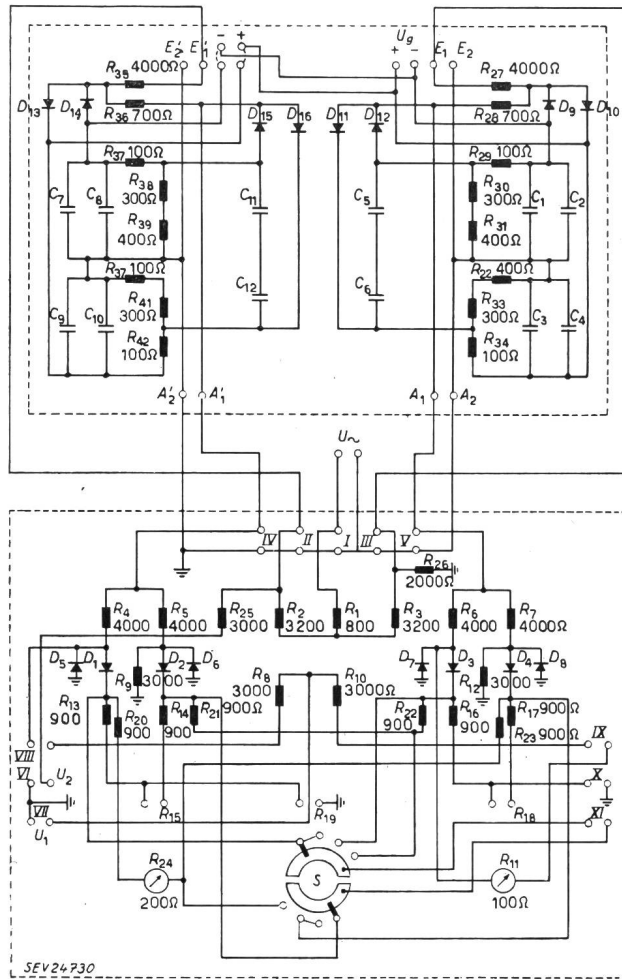 E₂′ E₁′ - + U_g + - E₁ E₂
R₃₅ 4000Ω R₂₇ 4000Ω
D₁₃ D₁₄ R₃₆ 700Ω D₁₅ D₁₆ D₁₁ D₁₂ R₂₈ 700Ω D₉ D₁₀
R₃₇ 100Ω R₂₉ 100Ω
C₇ C₈ R₃₈ 300Ω C₁₁ C₅ R₃₀ 300Ω C₁ C₂
R₃₉ 400Ω R₃₁ 400Ω
R₃₇ 100Ω R₂₂ 400Ω
C₉ C₁₀ R₄₁ 300Ω C₁₂ C₆ R₃₃ 300Ω C₃ C₄
R₄₂ 100Ω R₃₄ 100Ω
A₂′ A₁′ A₁ A₂
U~
IV II I III V
R₂₆ 2000Ω
R₄ 4000 R₅ 4000 R₂₅ 3000 R₂ 3200 R₁ 800 R₃ 3200 R₆ 4000 R₇ 4000Ω
D₅ D₁ D₂ D₆ D₇ D₃ D₄ D₈
R₉ 3000 R₈ 3000 R₁₀ 3000Ω R₁₂ 3000
R₁₃ 900 R₂₀ 900 R₁₄ 900 R₂₁ 900Ω R₂₂ 900 R₁₆ 900 R₁₇ 900Ω R₂₃ 900Ω
VIII IX
VI U₂ X
VII U₁ R₁₅ R₁₉ R₁₈ XI
R₂₄ 200Ω S R₁₁ 100Ω
SEV24730